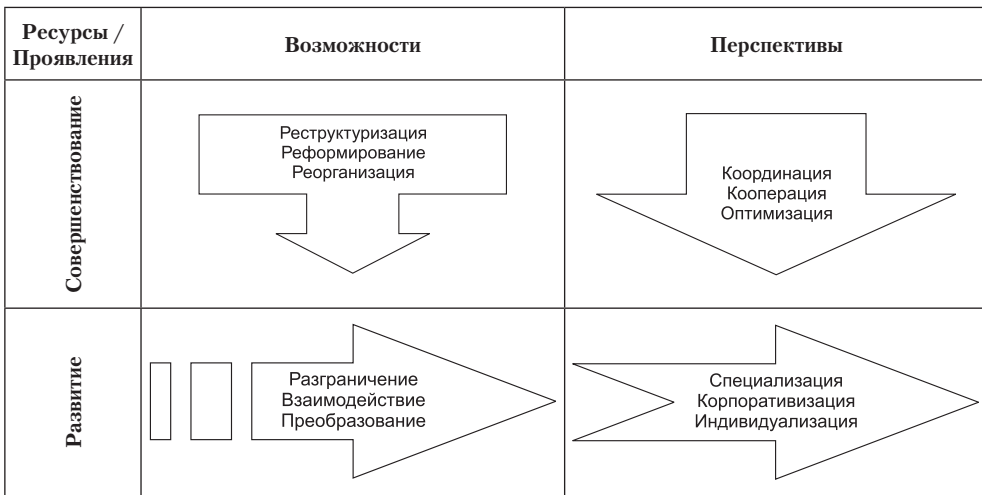 Ресурсы /
Проявления
Возможности
Перспективы
Совершенствование
Реструктуризация
Реформирование
Реорганизация
Координация
Кооперация
Оптимизация
Развитие
Разграничение
Взаимодействие
Преобразование
Специализация
Корпоративизация
Индивидуализация